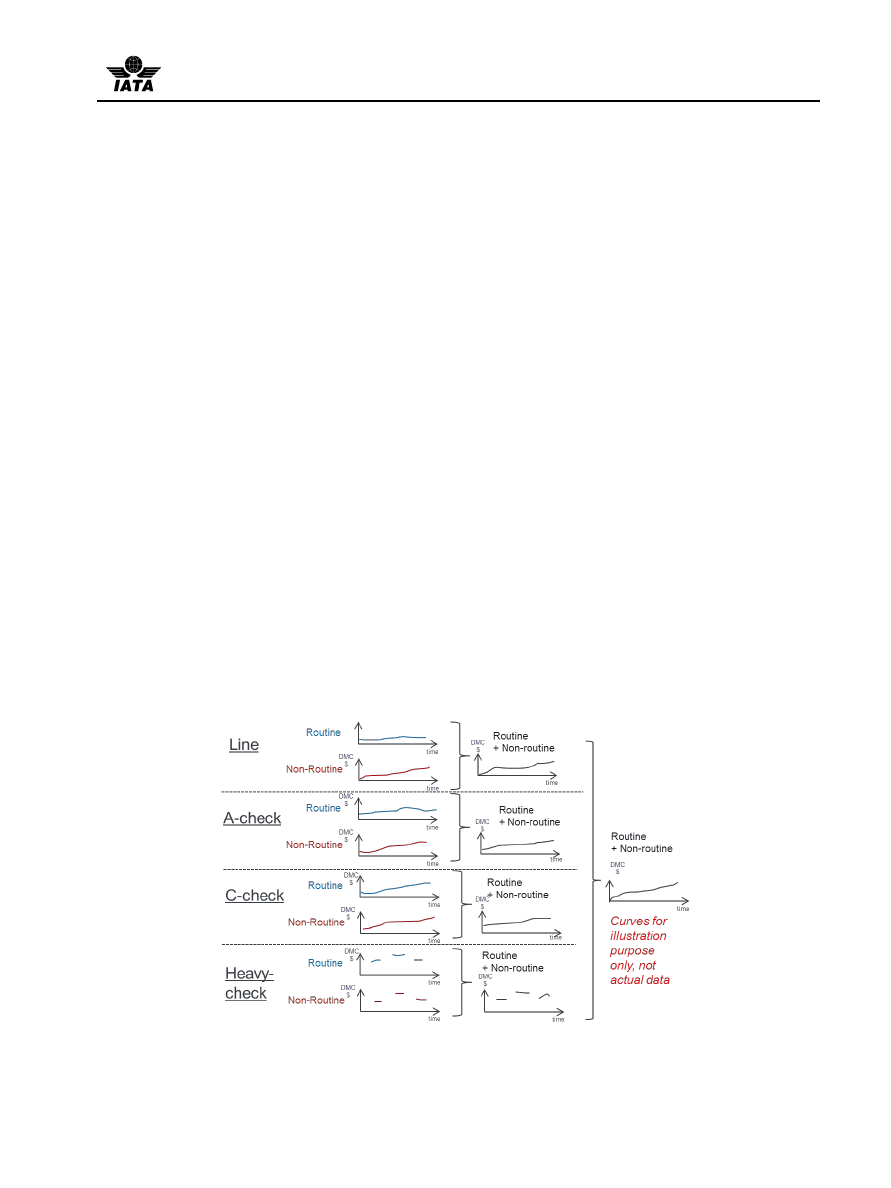 IATA
Line
Routine
time
Non-Routine
DMC
$
time
DMC
$
Routine
+ Non-routine
time
A-check
Routine
DMC
$
time
Non-Routine
DMC
$
time
DMC
$
Routine
+ Non-routine
time
C-check
Routine
DMC
$
time
Non-Routine
DMC
$
time
DMC
$
Routine
+ Non-routine
time
Heavy-
check
Routine
DMC
$
time
Non-Routine
DMC
$
time
Routine
+ Non-routine
DMC
$
time
Routine
+ Non-routine
DMC
$
time
Curves for
illustration
purpose
only, not
actual data